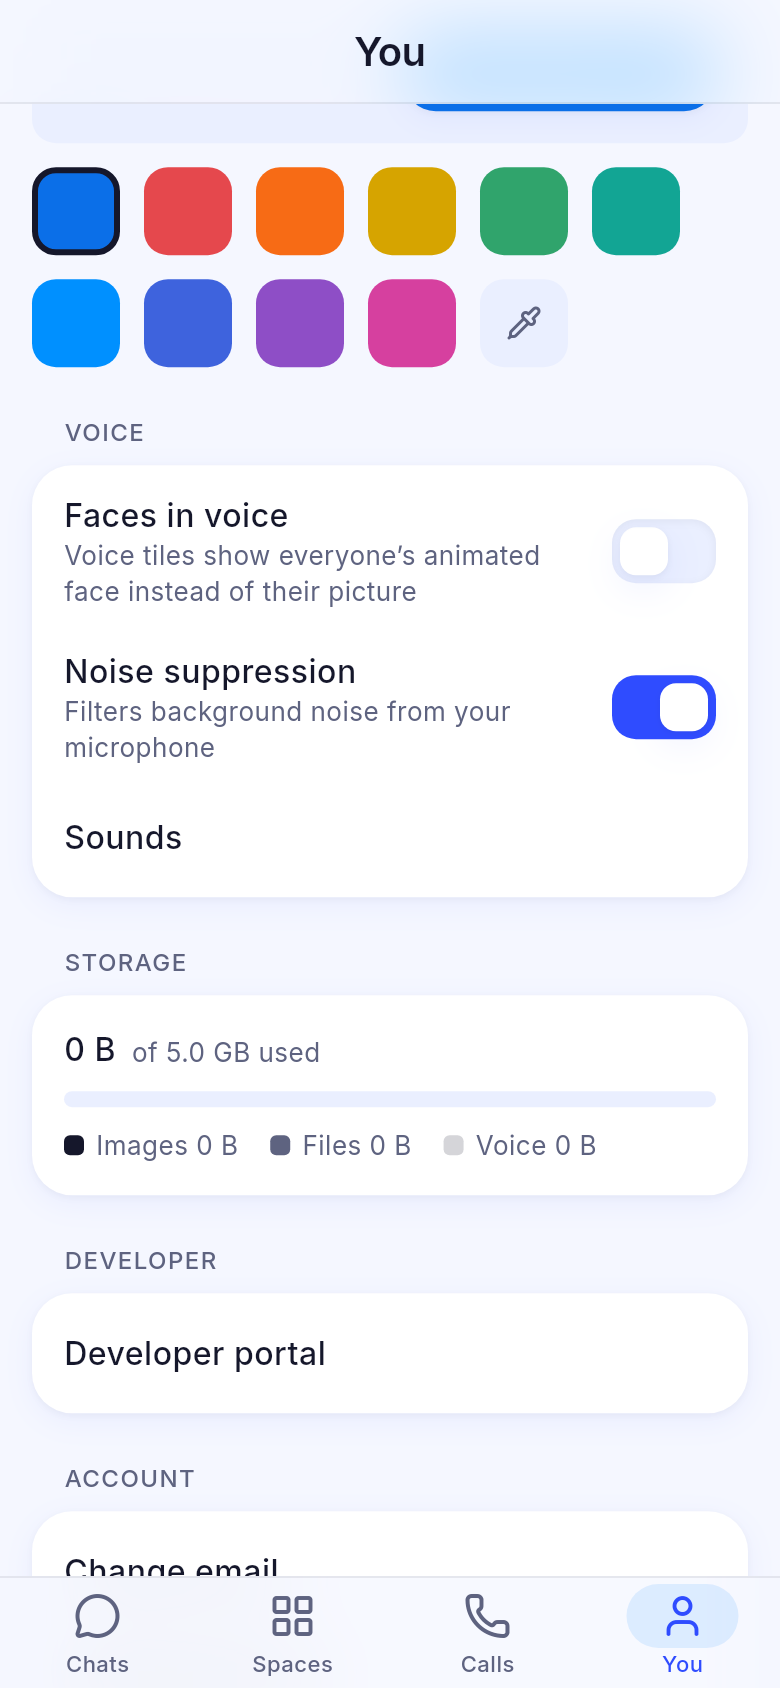 You
VOICE
Faces in voice
Voice tiles show everyone’s animated
face instead of their picture
Noise suppression
Filters background noise from your
microphone
Sounds
STORAGE
0 B of 5.0 GB used
Images 0 B Files 0 B Voice 0 B
DEVELOPER
Developer portal
ACCOUNT
Change email
Chats Spaces Calls You